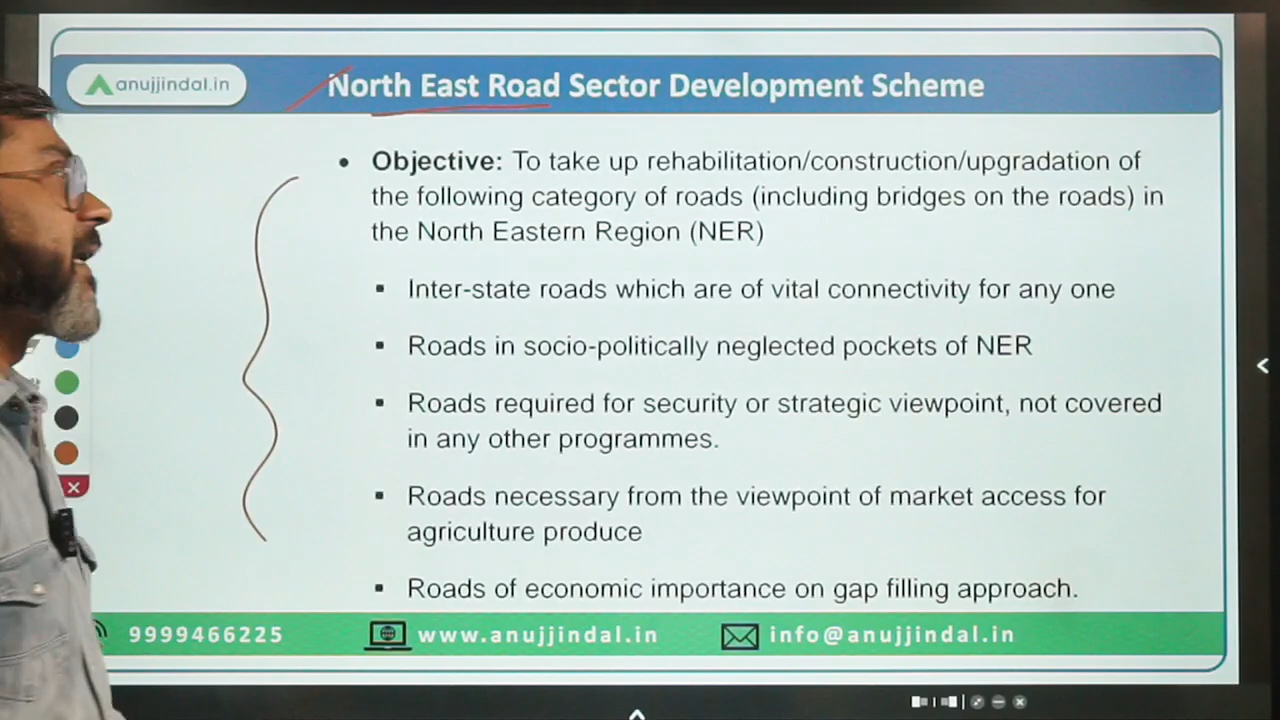 anujjindal.in
North East Road Sector Development Scheme
• Objective: To take up rehabilitation/construction/upgradation of
the following category of roads (including bridges on the roads) in
the North Eastern Region (NER)
▪ Inter-state roads which are of vital connectivity for any one
▪ Roads in socio-politically neglected pockets of NER
▪ Roads required for security or strategic viewpoint, not covered
in any other programmes.
▪ Roads necessary from the viewpoint of market access for
agriculture produce
▪ Roads of economic importance on gap filling approach.
9999466225 www.anujjindal.in info@anujjindal.in